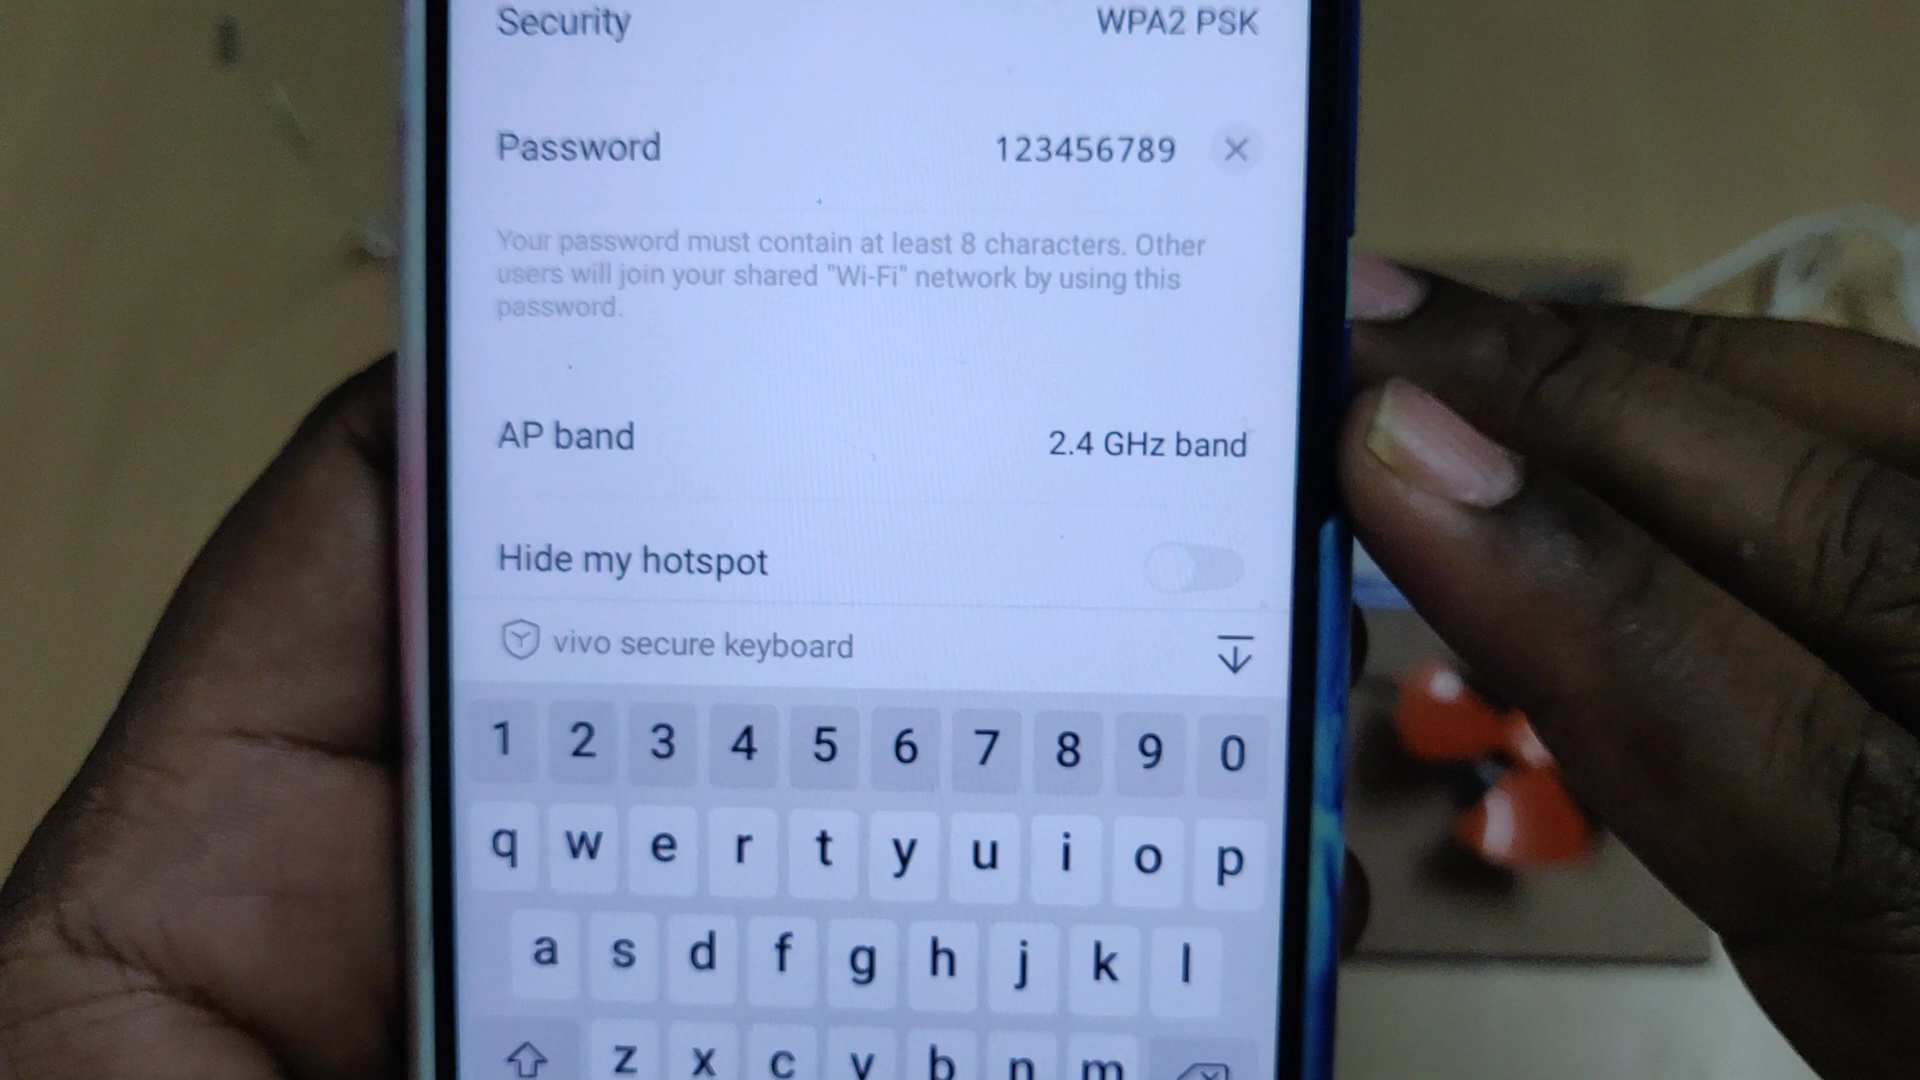 Security WPA2 PSK
Password 123456789
Your password must contain at least 8 characters. Other
users will join your shared "Wi-Fi" network by using this
password.
AP band 2.4 GHz band
Hide my hotspot
vivo secure keyboard
1 2 3 4 5 6 7 8 9 0
q w e r t y u i o p
a s d f g h j k l
z x c v b n m